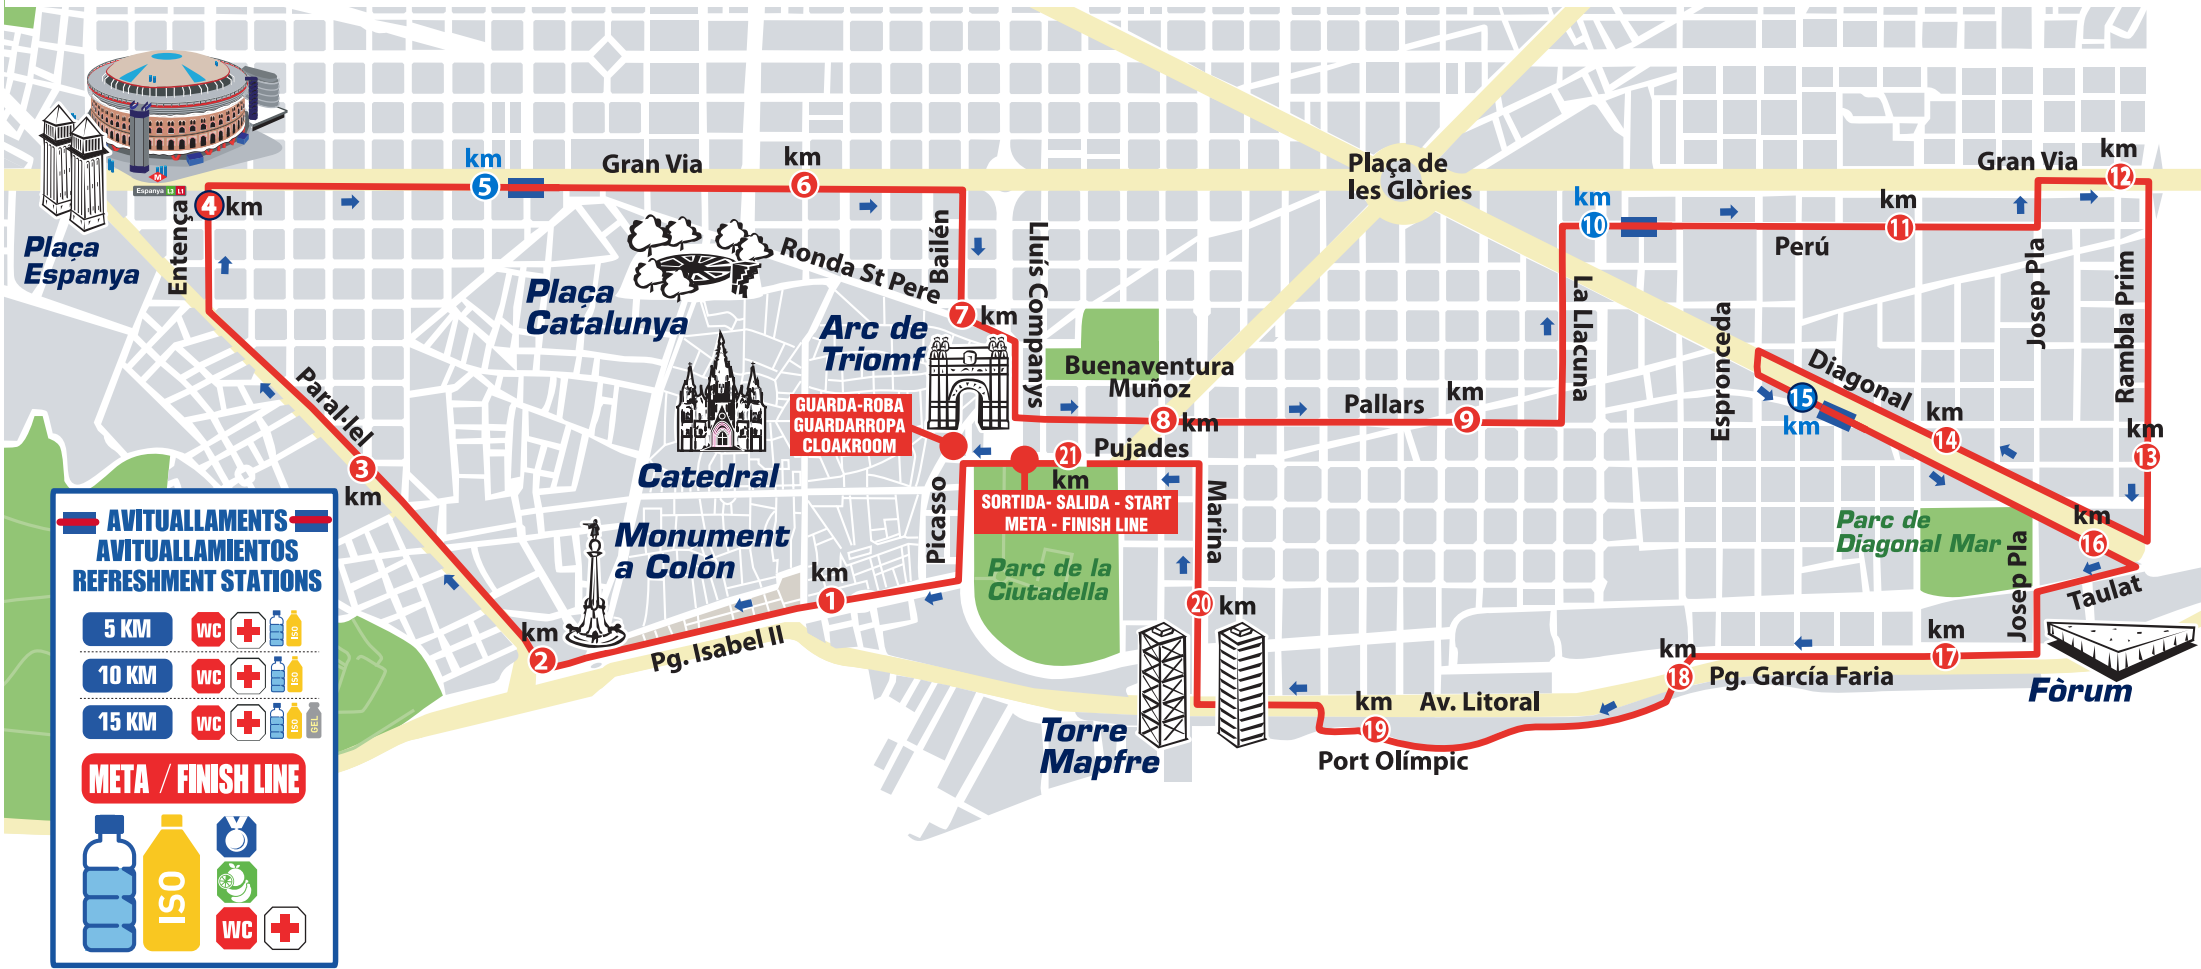 km
5
Gran Via
km
6
Plaça de
les Glòries
Gran Via
km
12
M
Espanya L3 L1
4
km
Entença
Plaça
Espanya
km
10
km
11
Perú
Josep Pla
Rambla Prim
Ronda St Pere
Bailén
Lluís Companys
Plaça
Catalunya
7
km
Arc de
Triomf
Buenaventura
Muñoz
8
km
Pallars
km
9
La Llacuna
Espronceda
Diagonal
km
14
15
km
km
13
Paral·lel
3
km
GUARDA-ROBA
GUARDARROPA
CLOAKROOM
Catedral
21
km
Pujades
SORTIDA- SALIDA - START
META - FINISH LINE
Picasso
Marina
Monument
a Colón
Parc de la
Ciutadella
Parc de
Diagonal Mar
km
16
Josep Pla
Taulat
km
1
km
2
Pg. Isabel II
20
km
km
17
km
18
Pg. García Faria
Fòrum
Torre
Mapfre
km
19
Av. Litoral
Port Olímpic
AVITUALLAMENTS
AVITUALLAMIENTOS
REFRESHMENT STATIONS
5 KM WC ISO
10 KM WC ISO
15 KM WC ISO GEL
META / FINISH LINE
ISO
WC